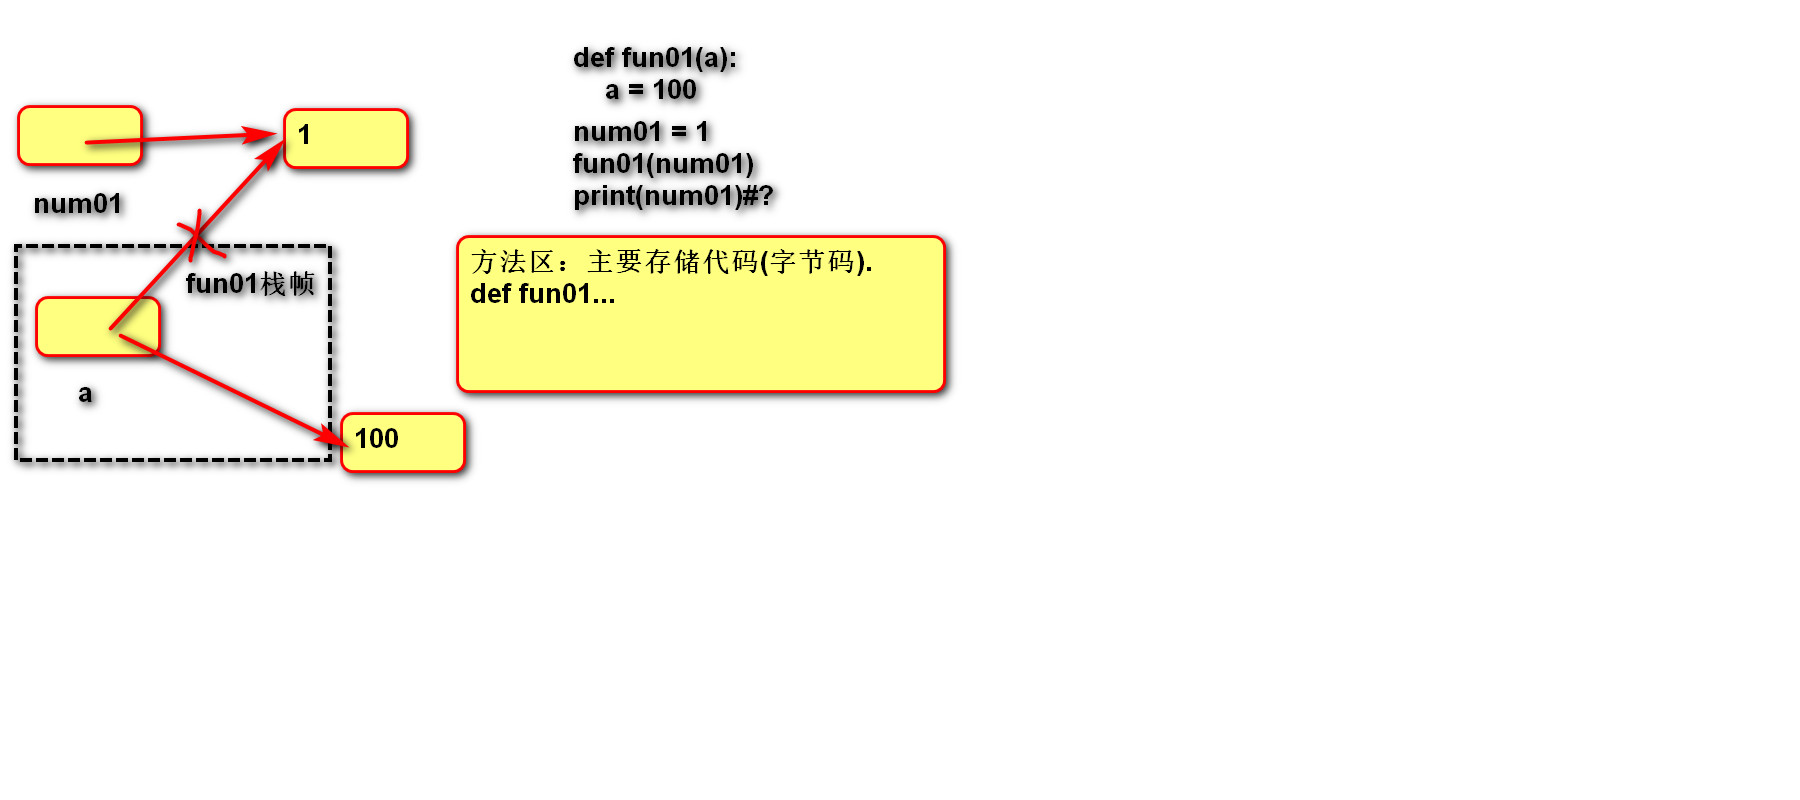 def fun01(a):
    a = 100
num01 = 1
fun01(num01)
print(num01)#?
1
num01
fun01栈帧
a
100
方法区：主要存储代码(字节码).
def fun01...